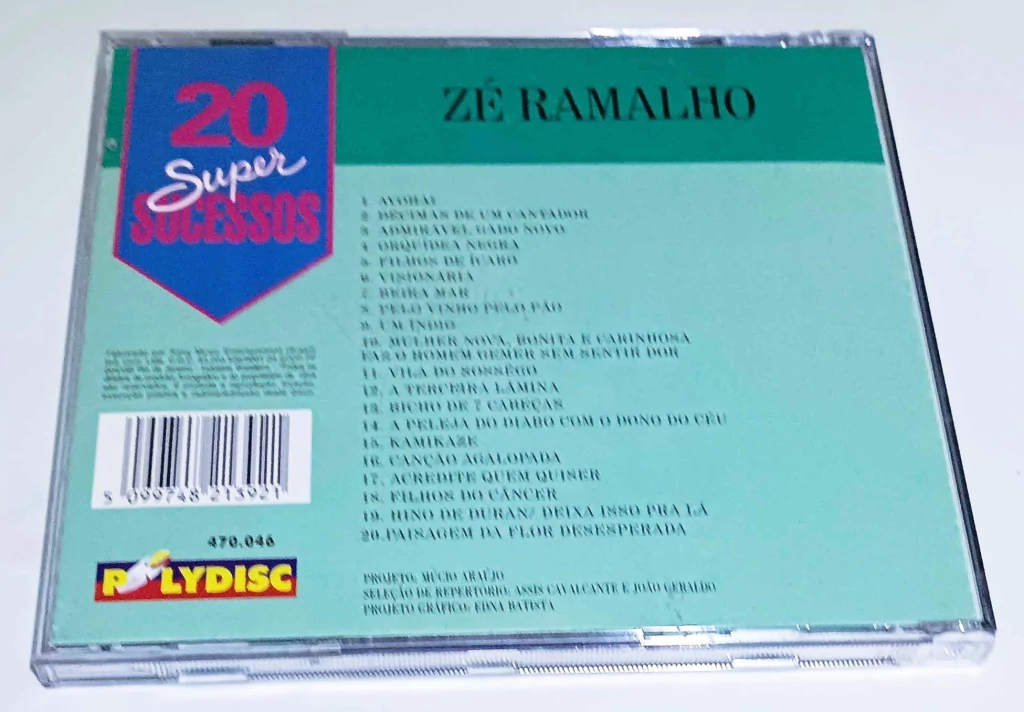 20
Super
SUCESSOS
ZÉ RAMALHO
1. AVÔHAI
2. DÉCIMAS DE UM CANTADOR
3. ADMIRÁVEL GADO NOVO
4. ORQUÍDEA NEGRA
5. FILHOS DE ÍCARO
6. VISIONÁRIA
7. BEIRA MAR
8. PELO VINHO PELO PÃO
9. UM ÍNDIO
10. MULHER NOVA, BONITA E CARINHOSA
FAZ O HOMEM GEMER SEM SENTIR DOR
11. VILA DO SOSSÊGO
12. A TERCEIRA LÂMINA
13. BICHO DE 7 CABEÇAS
14. A PELEJA DO DIABO COM O DONO DO CÉU
15. KAMIKAZE
16. CANÇÃO AGALOPADA
17. ACREDITE QUEM QUISER
18. FILHOS DO CÂNCER
19. HINO DE DURAN/ DEIXA ISSO PRA LÁ
20.PAISAGEM DA FLOR DESESPERADA
PROJETO: MÚCIO ARAÚJO
SELEÇÃO DE REPERTÓRIO: ASSIS CAVALCANTE E JOÃO GERALDO
PROJETO GRÁFICO: EDNA BATISTA
5 099748 213921
470.046
POLYDISC